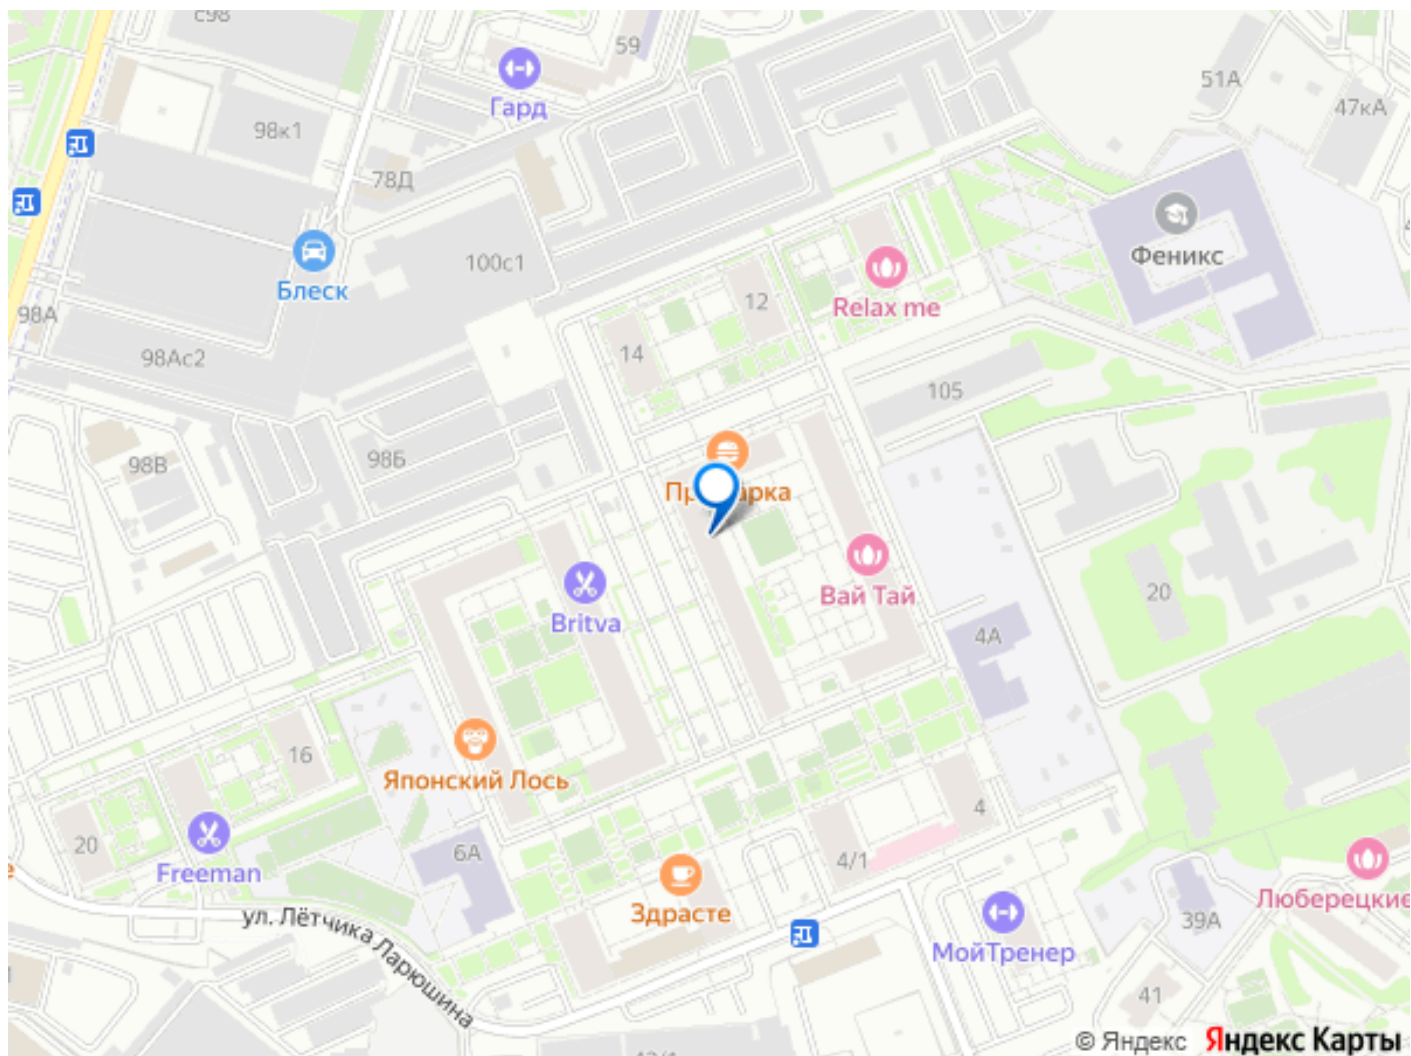 с98
59
51А
Гард
47кА
98к1
78Д
Феникс
100с1
Блеск
12
Relax me
98А
14
98Ас2
105
98Б
98В
Вай Тай
20
Britva
4А
16
Японский Лось
4
20
6А
4/1
Freeman
Люберецкие
Здрасте
ул. Лётчика Ларюшина
39А
МойТренер
41
© Яндекс Яндекс Карты